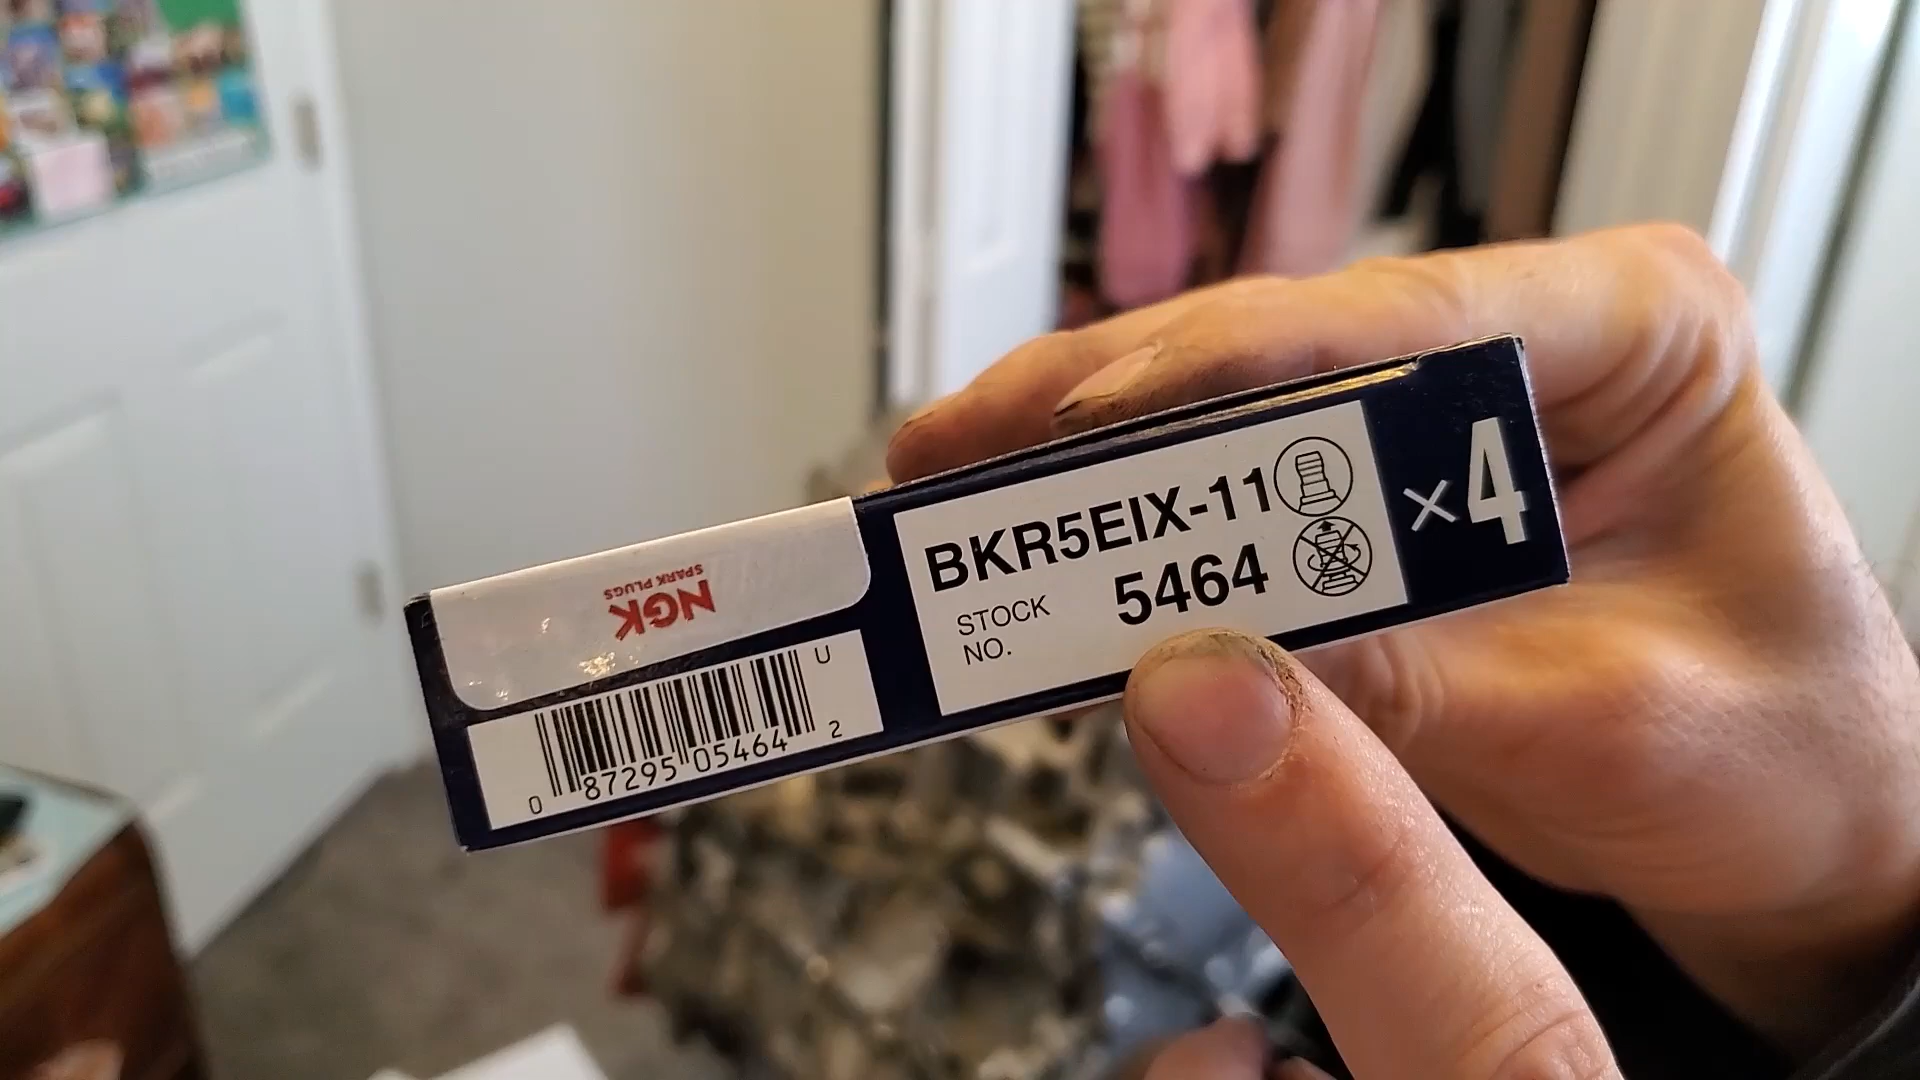 NGK
SPARK PLUGS
0 87295 05464 2
U
BKR5EIX-11
STOCK NO. 5464
×4